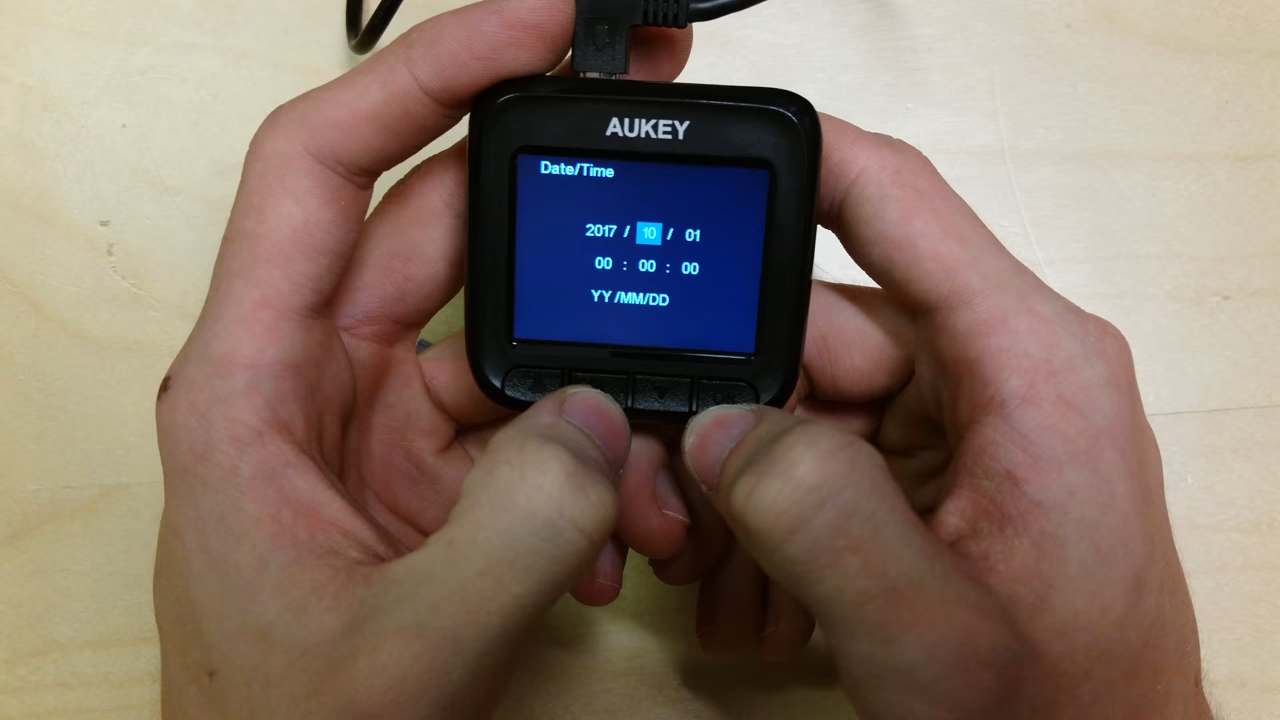 AUKEY
Date/Time
2017 / 10 / 01
00 : 00 : 00
YY/MM/DD